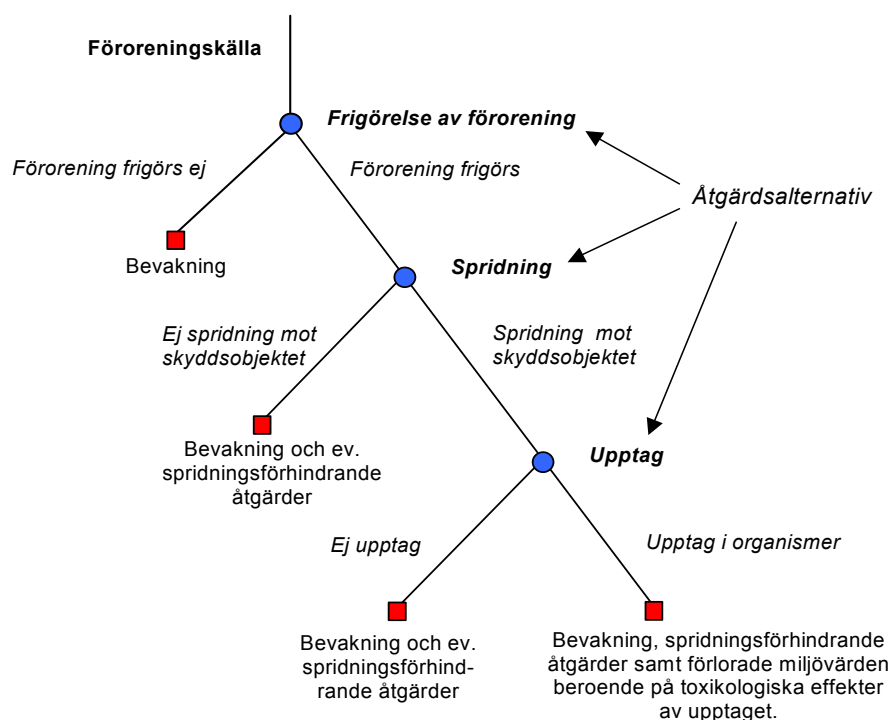 Föroreningskälla
Frigörelse av förorening
Förorening frigörs ej
Förorening frigörs
Åtgärdsalternativ
Bevakning
Spridning
Ej spridning mot
skyddsobjektet
Spridning mot
skyddsobjektet
Bevakning och ev.
spridningsförhindrande
åtgärder
Upptag
Ej upptag
Upptag i organismer
Bevakning och ev.
spridningsförhind-
rande åtgärder
Bevakning, spridningsförhindrande
åtgärder samt förlorade miljövärden
beroende på toxikologiska effekter
av upptaget.